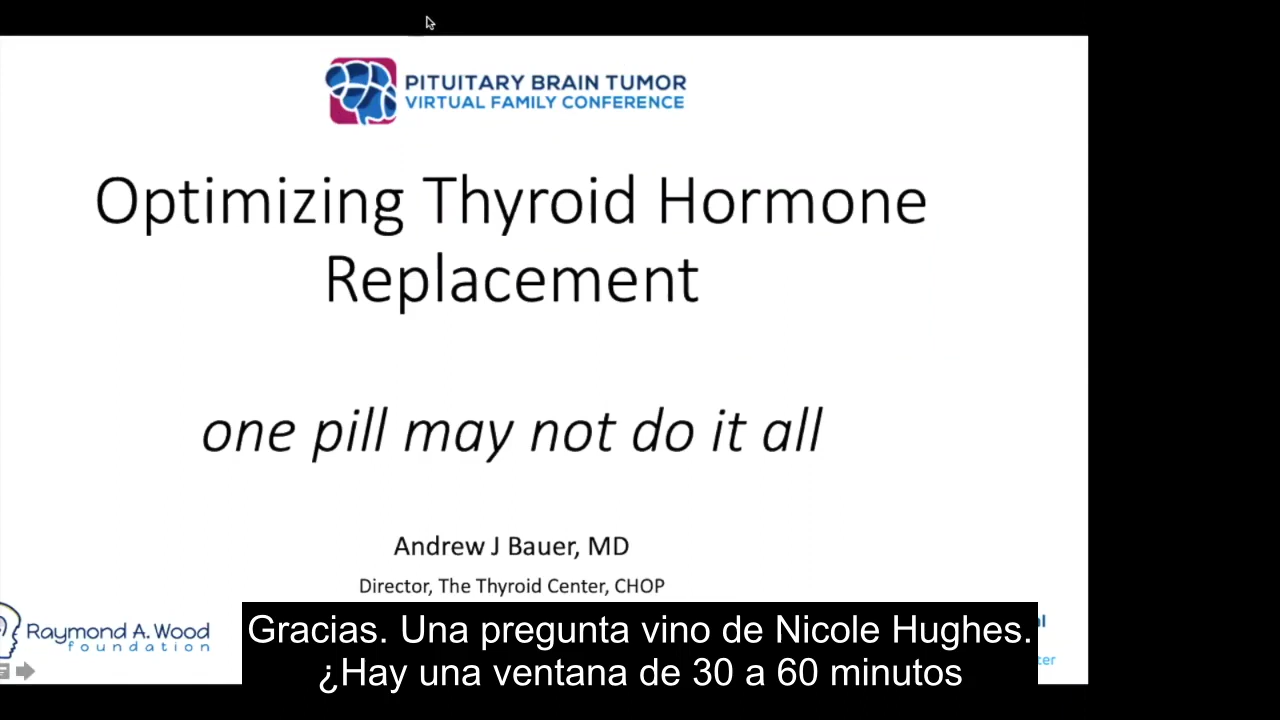 PITUITARY BRAIN TUMOR
VIRTUAL FAMILY CONFERENCE
Optimizing Thyroid Hormone
Replacement
one pill may not do it all
Andrew J Bauer, MD
Director, The Thyroid Center, CHOP
Raymond A. Wood
foundation
Gracias. Una pregunta vino de Nicole Hughes.
¿Hay una ventana de 30 a 60 minutos